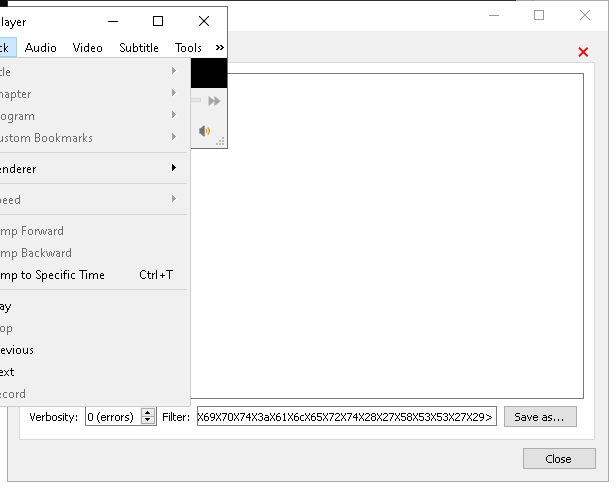 layer
ck Audio Video Subtitle Tools »
tle
hapter
ogram
ustom Bookmarks
enderer
peed
mp Forward
mp Backward
mp to Specific Time Ctrl+T
ay
op
evious
ext
ecord
Verbosity: 0 (errors) Filter: X69X70X74X3aX61X6cX65X72X74X28X27X58X53X53X27X29> Save as...
Close